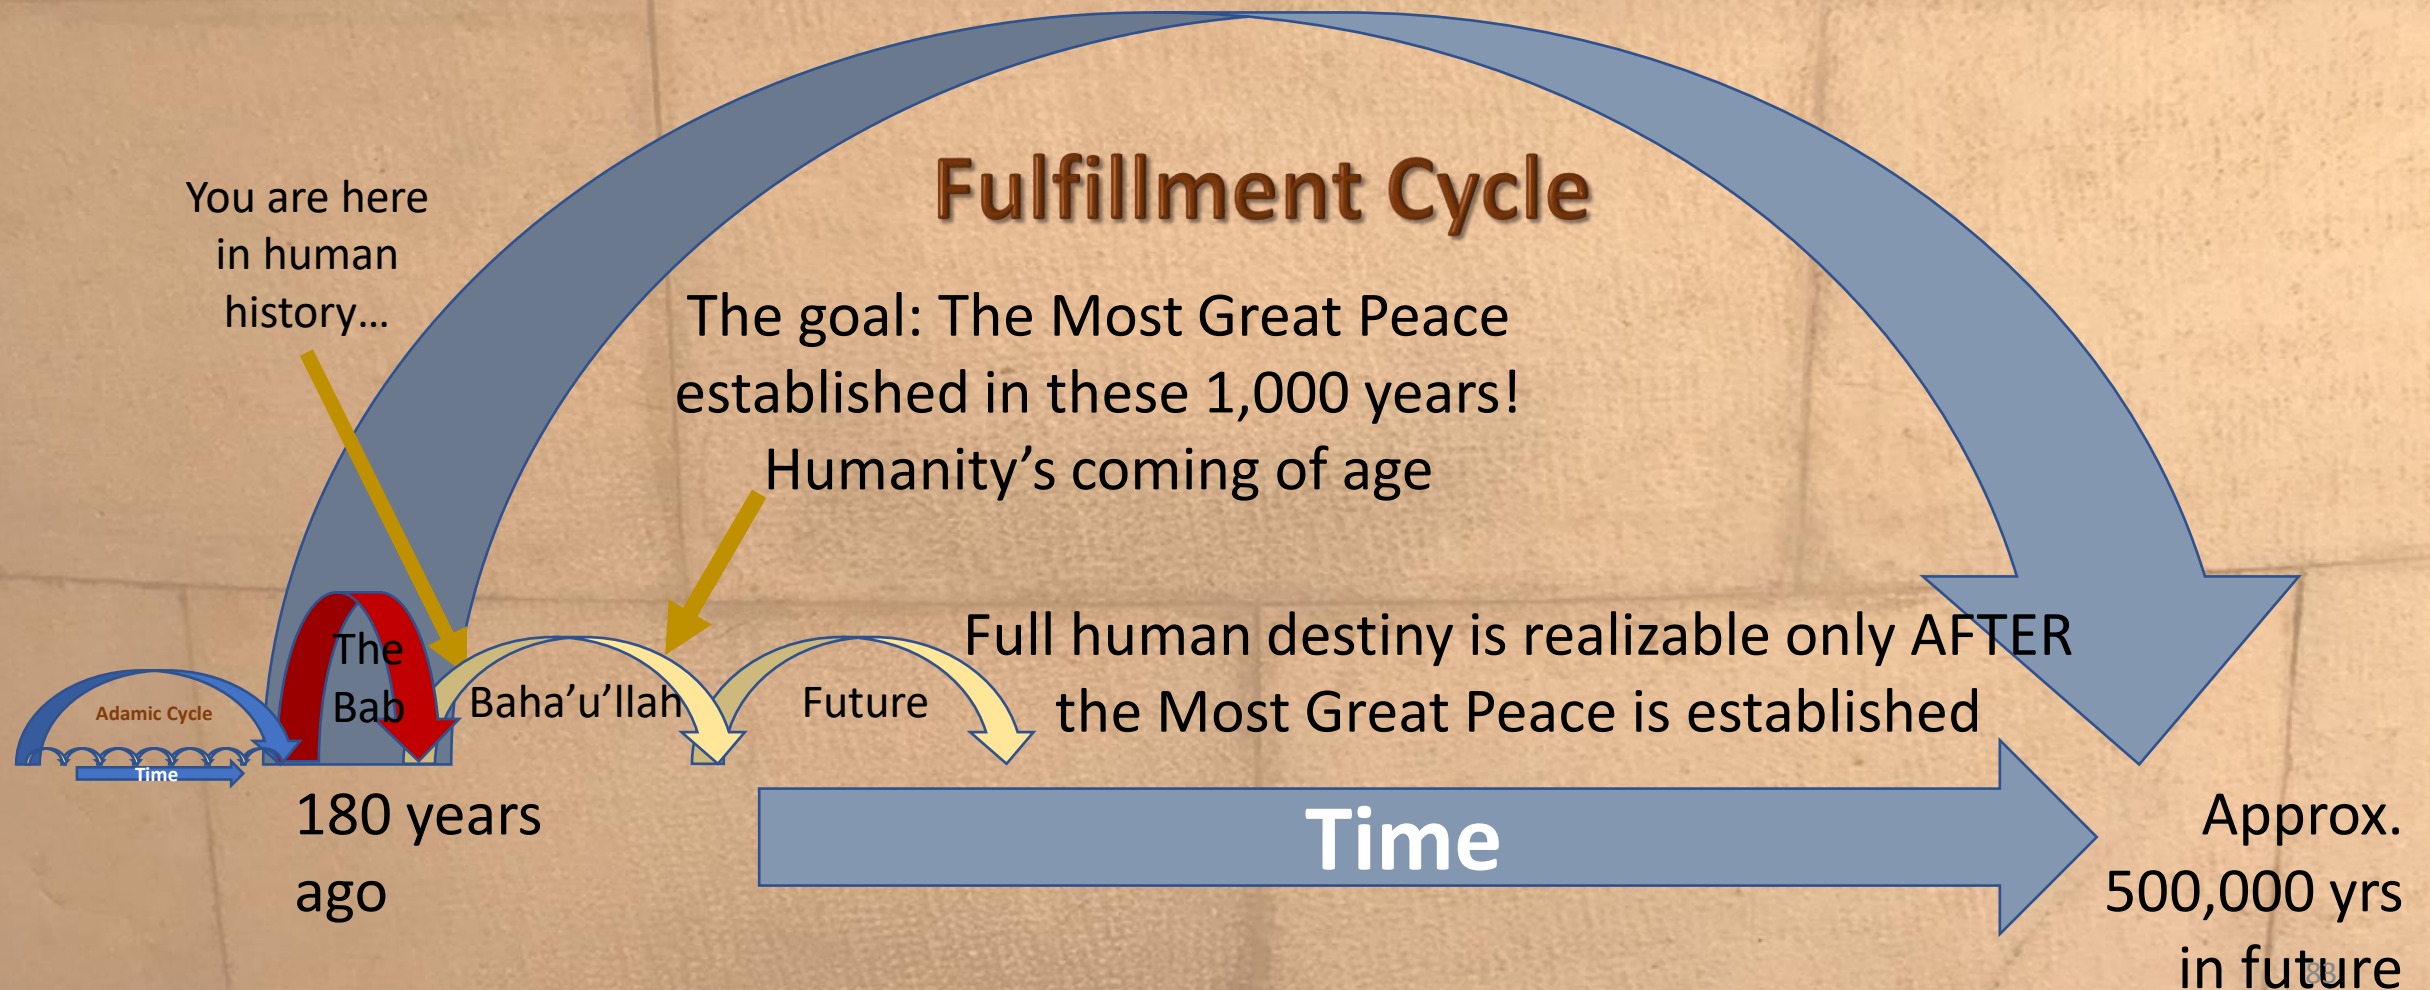 Fulfillment Cycle
You are here
in human
history…
The goal: The Most Great Peace
established in these 1,000 years!
Humanity’s coming of age
The
Bab
Baha’u’llah
Future
Full human destiny is realizable only AFTER
the Most Great Peace is established
Adamic Cycle
Time
180 years
ago
Time
Approx.
500,000 yrs
in future
83